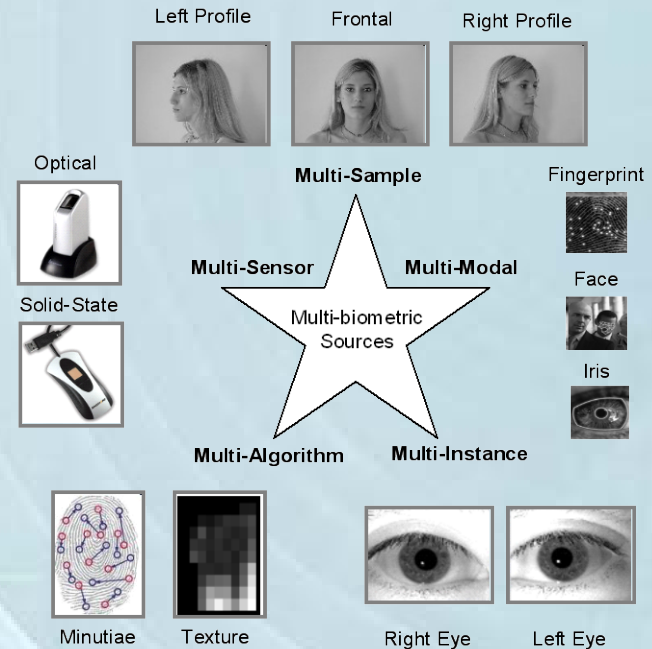 Left Profile
Frontal
Right Profile
Optical
Multi-Sample
Fingerprint
Multi-Sensor
Multi-Modal
Face
Solid-State
Multi-biometric
Sources
Iris
Multi-Algorithm
Multi-Instance
Minutiae
Texture
Right Eye
Left Eye